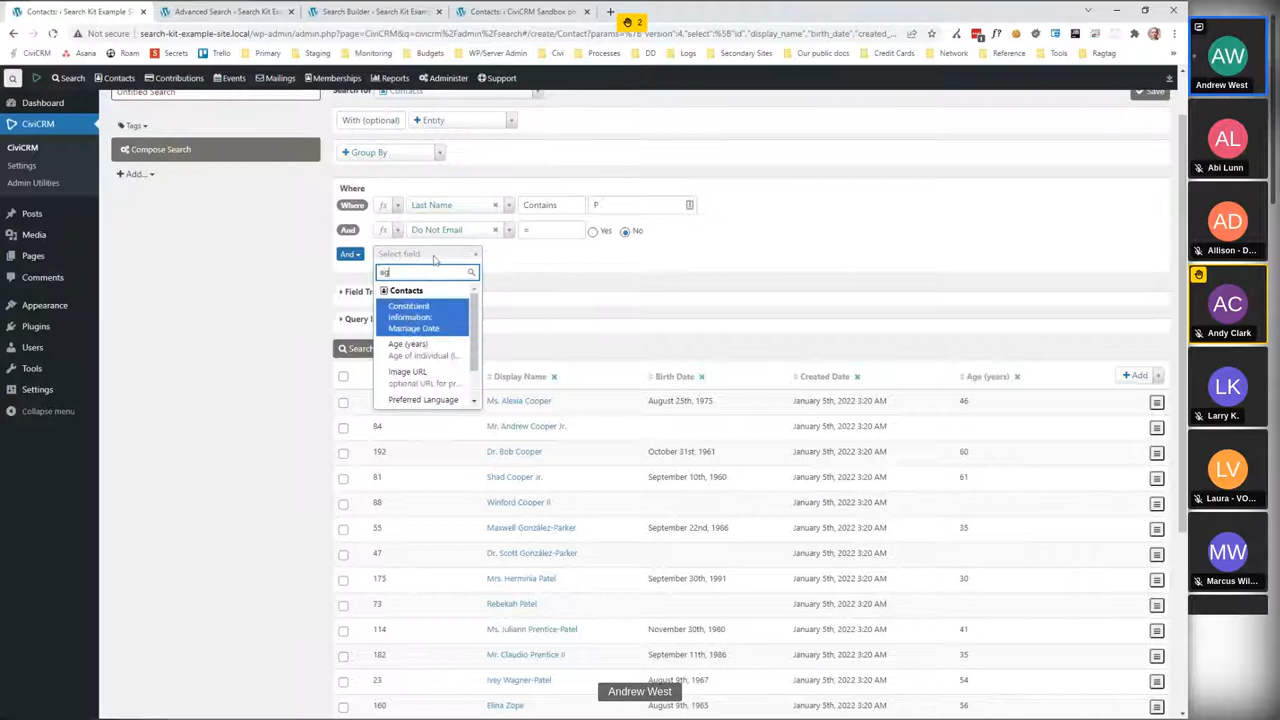 Contacts: ‹ Search Kit Example S
Advanced Search - Search Kit Exa
Search Builder - Search Kit Exam
Contacts: ‹ CiviCRM Sandbox on
2
Not secure
search-kit-example-site.local/wp-admin/admin.php?page=CiviCRM&q=civicrm%2Fadmin%2Fsearch#/create/Contact?params=%7B"version":4,"select":%5B"id","display_name","birth_date","created_
CiviCRM
Asana
Roam
Secrets
Trello
Org Management
Monitoring
Budgets
WP/Server Admin
Civi
Processes
DD
Logs
Secondary Sites
Our public docs
Credit Cards
Network
Reference
Tools
Ragtag
Search
Contacts
Contributions
Events
Mailings
Memberships
Reports
Administer
Support
Dashboard
CiviCRM
CiviCRM
Settings
Admin Utilities
Posts
Media
Pages
Comments
Appearance
Plugins
Users
Tools
Settings
Collapse menu
Untitled Search
Tags
Compose Search
Add...
Search for
Contacts
Save
With (optional)
Entity
Group By
Where
Where
fx
Last Name
Contains
P
And
fx
Do Not Email
=
Yes
No
And
Select field
ag
Contacts
Constituent
Information:
Marriage Date
Age (years)
Age of individual (i...
Image URL
optional URL for pr...
Preferred Language
Field Tr
Query I
Search
Display Name
Birth Date
Created Date
Age (years)
Add
Ms. Alexia Cooper August 25th, 1975 January 5th, 2022 3:20 AM 46
84 Mr. Andrew Cooper Jr. January 5th, 2022 3:20 AM
192 Dr. Bob Cooper October 31st, 1961 January 5th, 2022 3:20 AM 60
81 Shad Cooper Jr. September 10th, 1960 January 5th, 2022 3:20 AM 61
88 Winford Cooper II January 5th, 2022 3:20 AM
55 Maxwell González-Parker September 22nd, 1986 January 5th, 2022 3:20 AM 35
47 Dr. Scott González-Parker January 5th, 2022 3:20 AM
175 Mrs. Herminia Patel September 30th, 1991 January 5th, 2022 3:20 AM 30
73 Rebekah Patel January 5th, 2022 3:20 AM
114 Ms. Juliann Prentice-Patel November 30th, 1980 January 5th, 2022 3:20 AM 41
182 Mr. Claudio Prentice II January 5th, 2022 3:20 AM 35
23 Ivey Wagner-Patel August 9th, 1967 January 5th, 2022 3:20 AM 54
160 Elina Zope August 9th, 1965 January 5th, 2022 3:20 AM 56
Andrew West
AW
Andrew West
AL
Abi Lunn
AD
Allison - D...
AC
Andy Clark
LK
Larry K.
LV
Laura - VO...
MW
Marcus Wil...